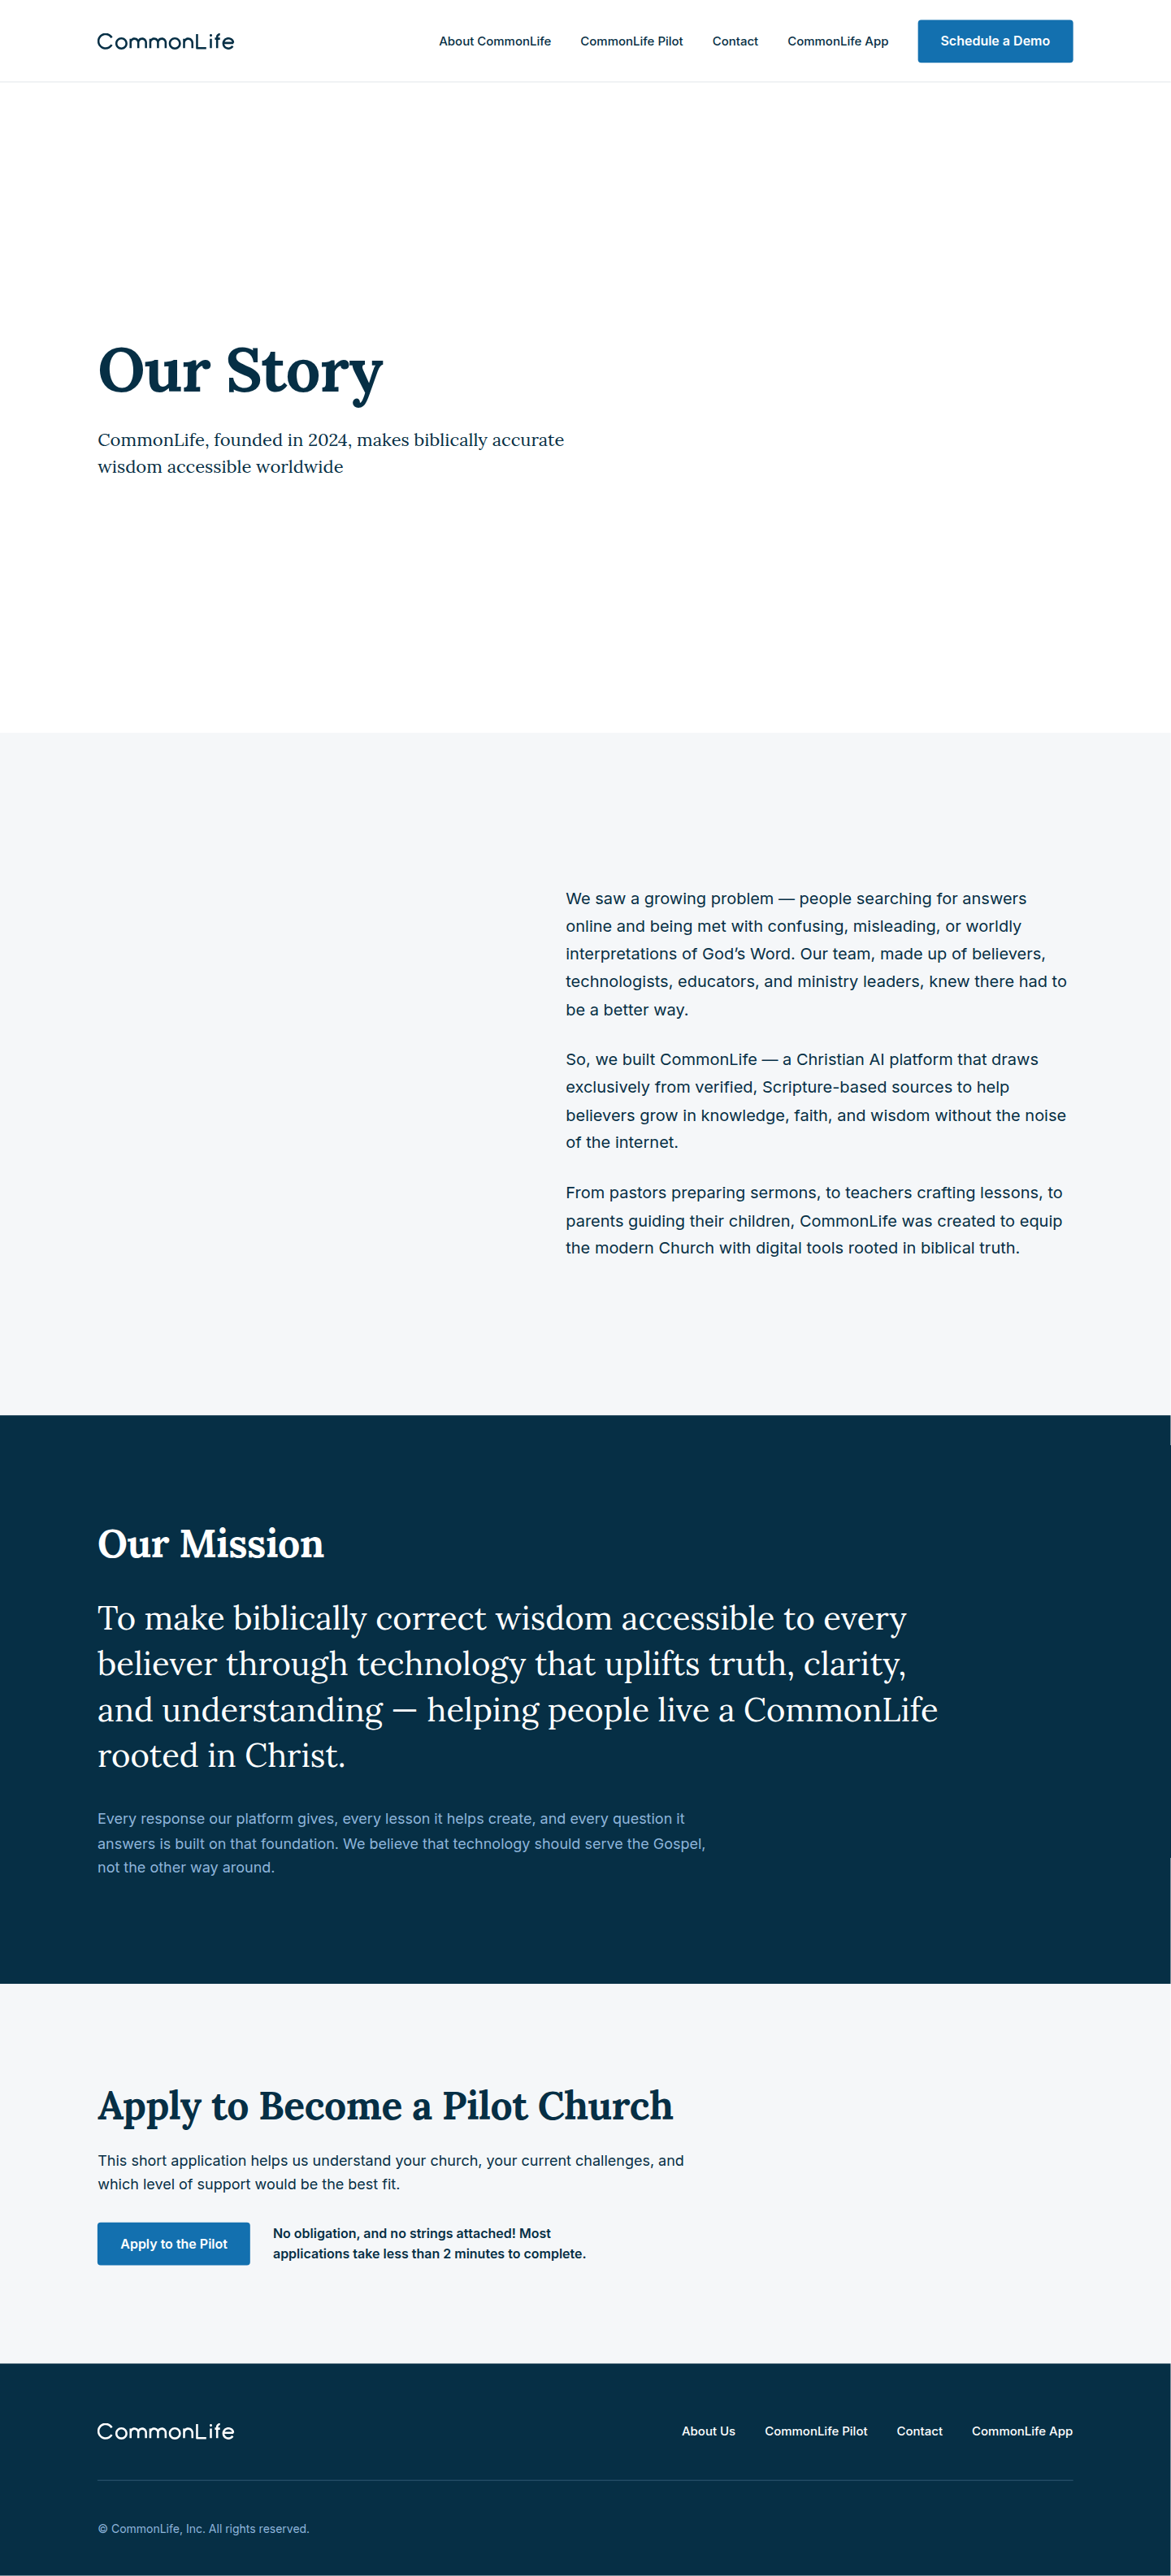 CommonLife
About CommonLife
CommonLife Pilot
Contact
CommonLife App
Schedule a Demo
Our Story
CommonLife, founded in 2024, makes biblically accurate
wisdom accessible worldwide
We saw a growing problem — people searching for answers
online and being met with confusing, misleading, or worldly
interpretations of God’s Word. Our team, made up of believers,
technologists, educators, and ministry leaders, knew there had to
be a better way.
So, we built CommonLife — a Christian AI platform that draws
exclusively from verified, Scripture-based sources to help
believers grow in knowledge, faith, and wisdom without the noise
of the internet.
From pastors preparing sermons, to teachers crafting lessons, to
parents guiding their children, CommonLife was created to equip
the modern Church with digital tools rooted in biblical truth.
Our Mission
To make biblically correct wisdom accessible to every
believer through technology that uplifts truth, clarity,
and understanding — helping people live a CommonLife
rooted in Christ.
Every response our platform gives, every lesson it helps create, and every question it
answers is built on that foundation. We believe that technology should serve the Gospel,
not the other way around.
Apply to Become a Pilot Church
This short application helps us understand your church, your current challenges, and
which level of support would be the best fit.
Apply to the Pilot
No obligation, and no strings attached! Most
applications take less than 2 minutes to complete.
CommonLife
About Us
CommonLife Pilot
Contact
CommonLife App
© CommonLife, Inc. All rights reserved.